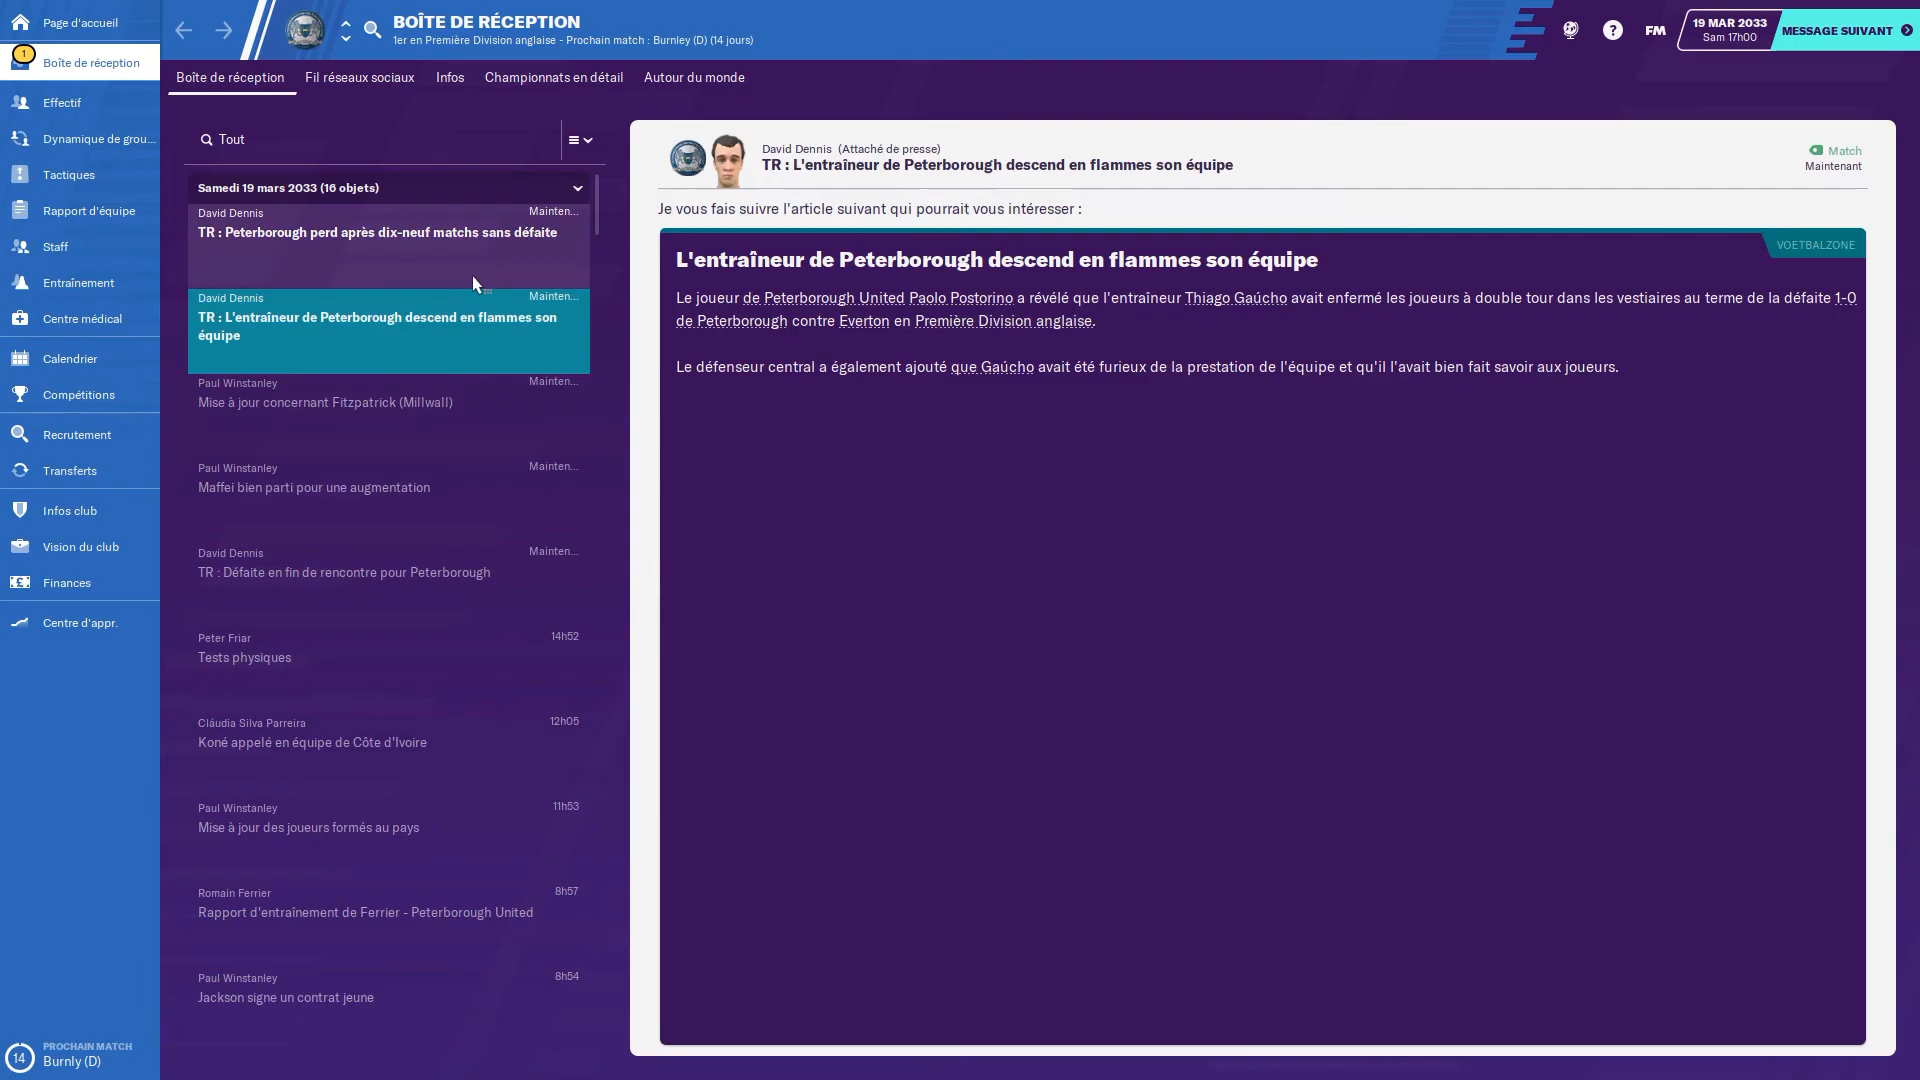 Page d'accueil
1
Boîte de réception
Effectif
Dynamique de grou...
Tactiques
Rapport d'équipe
Staff
Entraînement
Centre médical
Calendrier
Compétitions
Recrutement
Transferts
Infos club
Vision du club
Finances
Centre d'appr.
14
PROCHAIN MATCH
Burnly (D)
BOÎTE DE RÉCEPTION
1er en Première Division anglaise - Prochain match : Burnley (D) (14 jours)
FM
19 MAR 2033
Sam 17h00
MESSAGE SUIVANT
Boîte de réception Fil réseaux sociaux Infos Championnats en détail Autour du monde
Tout
Samedi 19 mars 2033 (16 objets)
David Dennis Mainten...
TR : Peterborough perd après dix-neuf matchs sans défaite
David Dennis Mainten...
TR : L'entraîneur de Peterborough descend en flammes son
équipe
Paul Winstanley Mainten...
Mise à jour concernant Fitzpatrick (Millwall)
Paul Winstanley Mainten...
Maffei bien parti pour une augmentation
David Dennis Mainten...
TR : Défaite en fin de rencontre pour Peterborough
Peter Friar 14h52
Tests physiques
Cláudia Silva Parreira 12h05
Koné appelé en équipe de Côte d'Ivoire
Paul Winstanley 11h53
Mise à jour des joueurs formés au pays
Romain Ferrier 8h57
Rapport d'entraînement de Ferrier - Peterborough United
Paul Winstanley 8h54
Jackson signe un contrat jeune
David Dennis (Attaché de presse)
TR : L'entraîneur de Peterborough descend en flammes son équipe
Match
Maintenant
Je vous fais suivre l'article suivant qui pourrait vous intéresser :
VOETBALZONE
L'entraîneur de Peterborough descend en flammes son équipe
Le joueur de Peterborough United Paolo Postorino a révélé que l'entraîneur Thiago Gaúcho avait enfermé les joueurs à double tour dans les vestiaires au terme de la défaite 1-0
de Peterborough contre Everton en Première Division anglaise.
Le défenseur central a également ajouté que Gaúcho avait été furieux de la prestation de l'équipe et qu'il l'avait bien fait savoir aux joueurs.